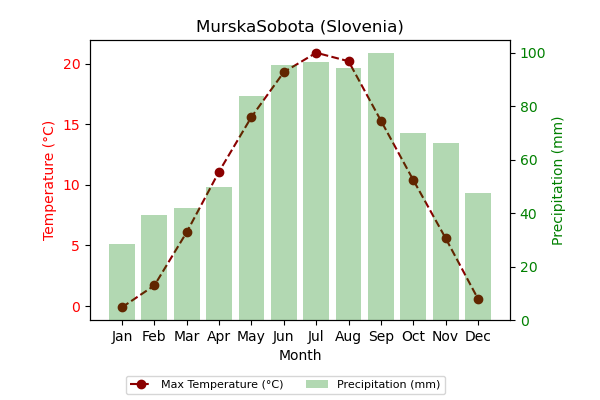 MurskaSobota (Slovenia)
20
15
10
5
0
Temperature (°C)
100
80
60
40
20
0
Precipitation (mm)
Jan Feb Mar Apr May Jun Jul Aug Sep Oct Nov Dec
Month
Max Temperature (°C) Precipitation (mm)